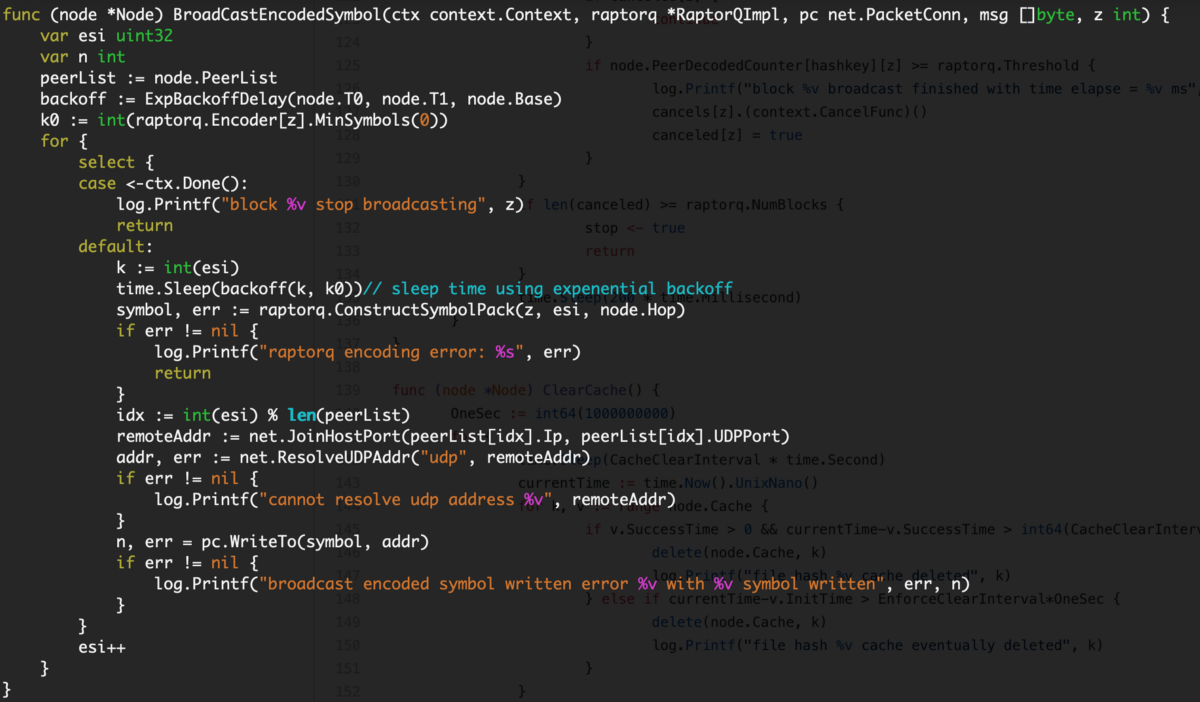 func (node *Node) BroadCastEncodedSymbol(ctx context.Context, raptorq *RaptorQImpl, pc net.PacketConn, msg []byte, z int) {
    var esi uint32
    var n int
    peerList := node.PeerList
    backoff := ExpBackoffDelay(node.T0, node.T1, node.Base)
    k0 := int(raptorq.Encoder[z].MinSymbols(0))
    for {
        select {
        case <-ctx.Done():
            log.Printf("block %v stop broadcasting", z)
            return
        default:
            k := int(esi)
            time.Sleep(backoff(k, k0))// sleep time using expenential backoff
            symbol, err := raptorq.ConstructSymbolPack(z, esi, node.Hop)
            if err != nil {
                log.Printf("raptorq encoding error: %s", err)
                return
            }
            idx := int(esi) % len(peerList)
            remoteAddr := net.JoinHostPort(peerList[idx].Ip, peerList[idx].UDPPort)
            addr, err := net.ResolveUDPAddr("udp", remoteAddr)
            if err != nil {
                log.Printf("cannot resolve udp address %v", remoteAddr)
            }
            n, err = pc.WriteTo(symbol, addr)
            if err != nil {
                log.Printf("broadcast encoded symbol written error %v with %v symbol written", err, n)
            }
        }
        esi++
    }
}
124 }
125 if node.PeerDecodedCounter[hashkey][z] >= raptorq.Threshold {
log.Printf("block %v broadcast finished with time elapse = %v ms",
cancels[z].(context.CancelFunc)()
128 canceled[z] = true
129 }
130 }
if len(canceled) >= raptorq.NumBlocks {
132 stop <- true
133 return
134 }
time.Sleep(200 * time.Millisecond)
136 }
137 }
138
139 func (node *Node) ClearCache() {
OneSec := int64(1000000000)
(CacheClearInterval * time.Second)
143 currentTime := time.Now().UnixNano()
for k, v := range node.Cache {
145 if v.SuccessTime > 0 && currentTime-v.SuccessTime > int64(CacheClearInterv
146 delete(node.Cache, k)
147 log.Printf("file hash %v cache deleted", k)
148 } else if currentTime-v.InitTime > EnforceClearInterval*OneSec {
149 delete(node.Cache, k)
150 log.Printf("file hash %v cache eventually deleted", k)
151 }
152 }